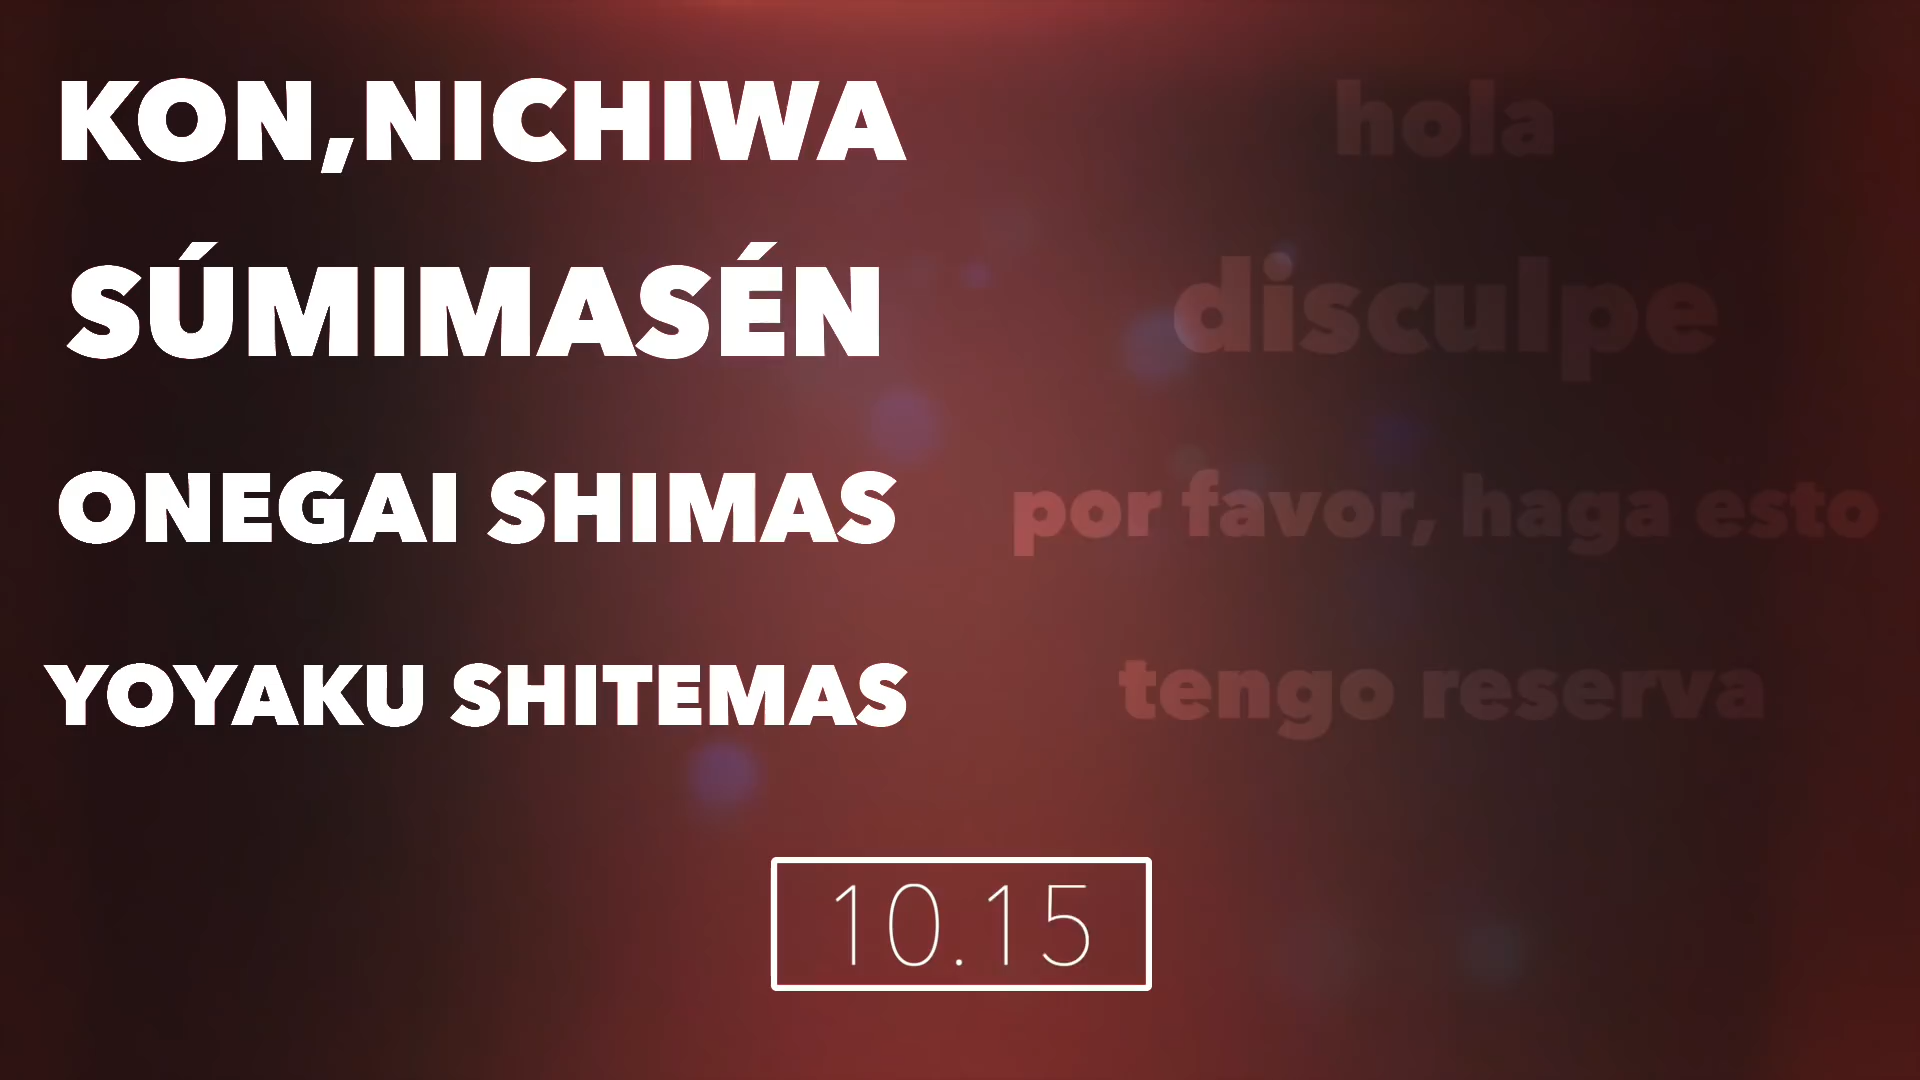 KON,NICHIWA hola
SÚMIMASÉN disculpe
ONEGAI SHIMAS por favor, haga esto
YOYAKU SHITEMAS tengo reserva
10.15